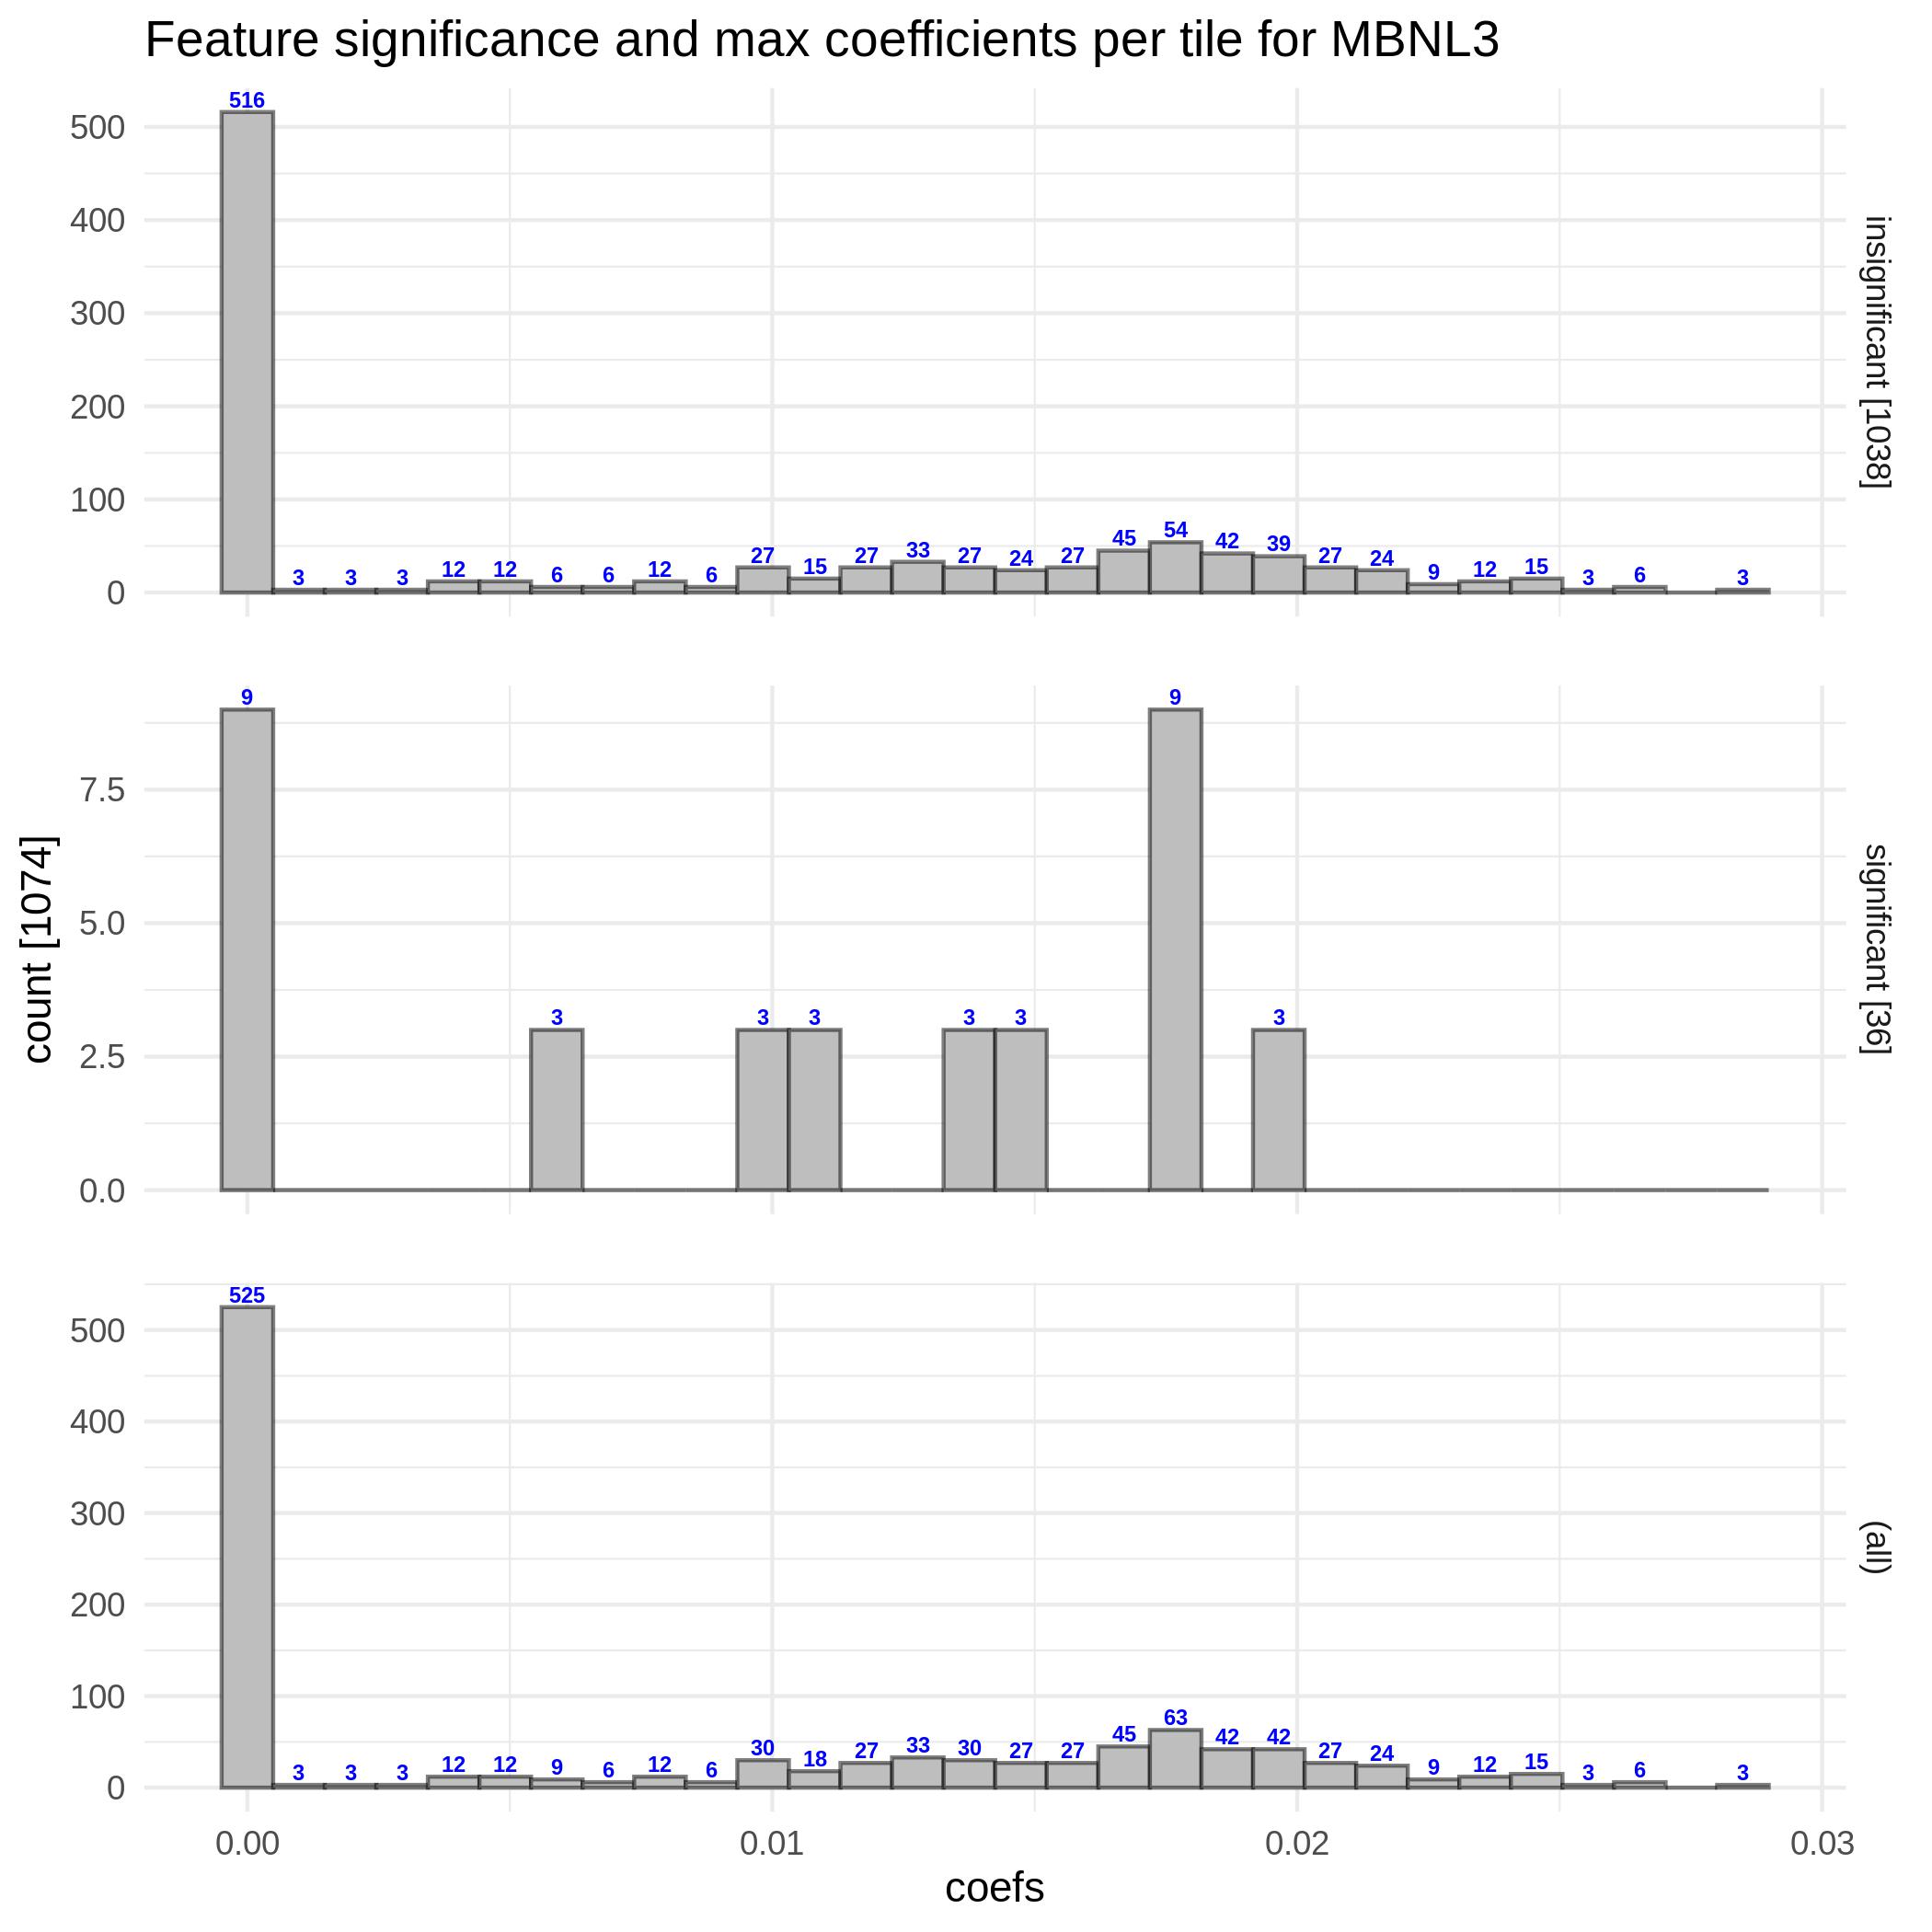 Feature significance and max coefficients per tile for MBNL3
516
500
400
300
200
100
0
3 3 3 12 12 6 6 12 6 27 15 27 33 27 24 27 45 54 42 39 27 24 9 12 15 3 6 3
insignificant [1038]
9 9
7.5
5.0
2.5
0.0
3 3 3 3 3 3
significant [36]
count [1074]
525
500
400
300
200
100
0
3 3 3 12 12 9 6 12 6 30 18 27 33 30 27 27 45 63 42 42 27 24 9 12 15 3 6 3
(all)
0.00 0.01 0.02 0.03
coefs